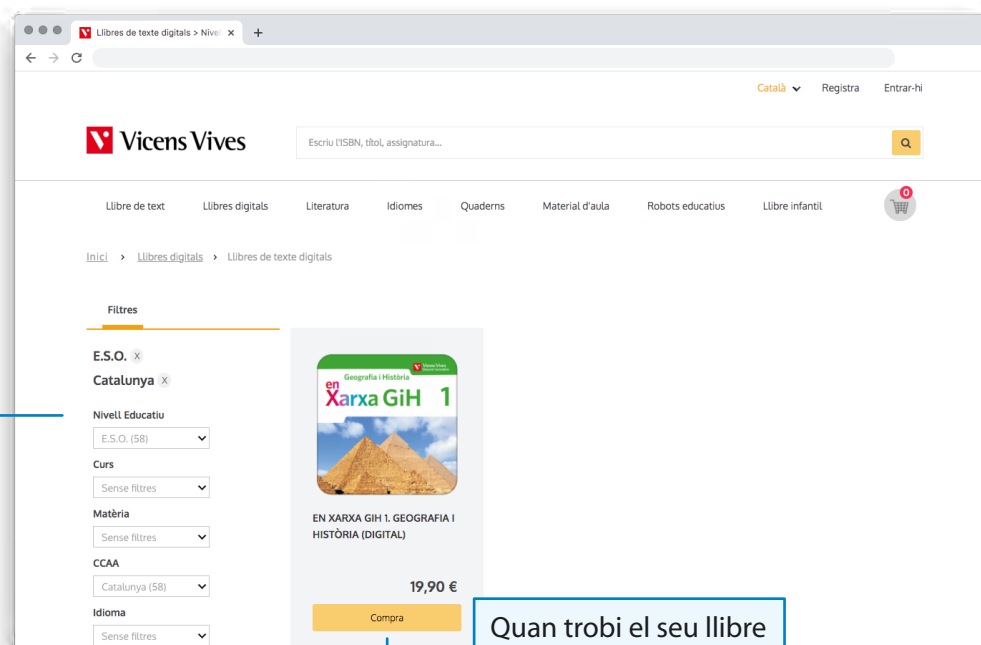 Llibres de texte digitals > Nivel
Català Registra Entrar-hi
Vicens Vives
Escriu l'ISBN, títol, assignatura...
0
Llibre de text Llibres digitals Literatura Idiomes Quaderns Material d'aula Robots educatius Llibre infantil
Inici > Llibres digitals > Llibres de texte digitals
Filtres
E.S.O. x
Catalunya x
Nivell Educatiu
E.S.O. (58)
Curs
Sense filtres
Matèria
Sense filtres
CCAA
Catalunya (58)
Idioma
Sense filtres
Vicens Vives
Geografia i Història
en
Xarxa GiH 1
EN XARXA GIH 1. GEOGRAFIA I
HISTÒRIA (DIGITAL)
19,90 €
Compra
Quan trobi el seu llibre